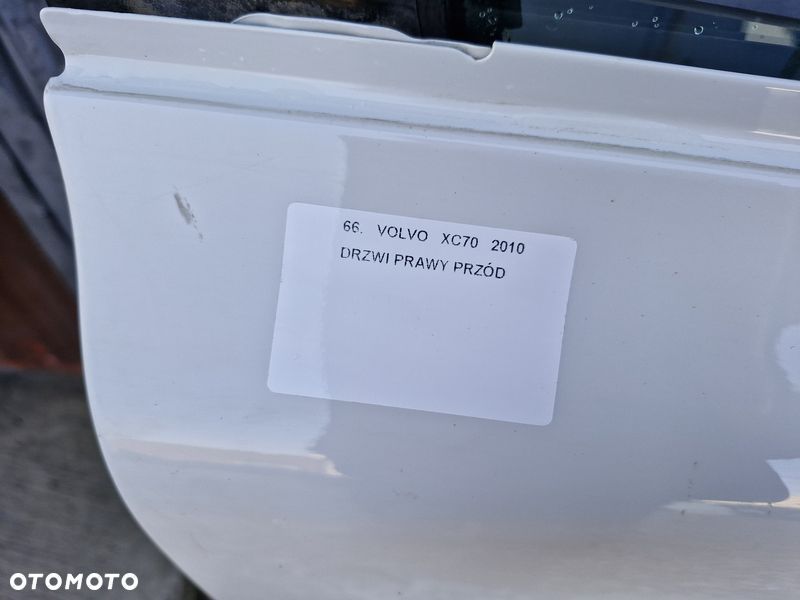 66. VOLVO XC70 2010
DRZWI PRAWY PRZÓD
OTOMOTO